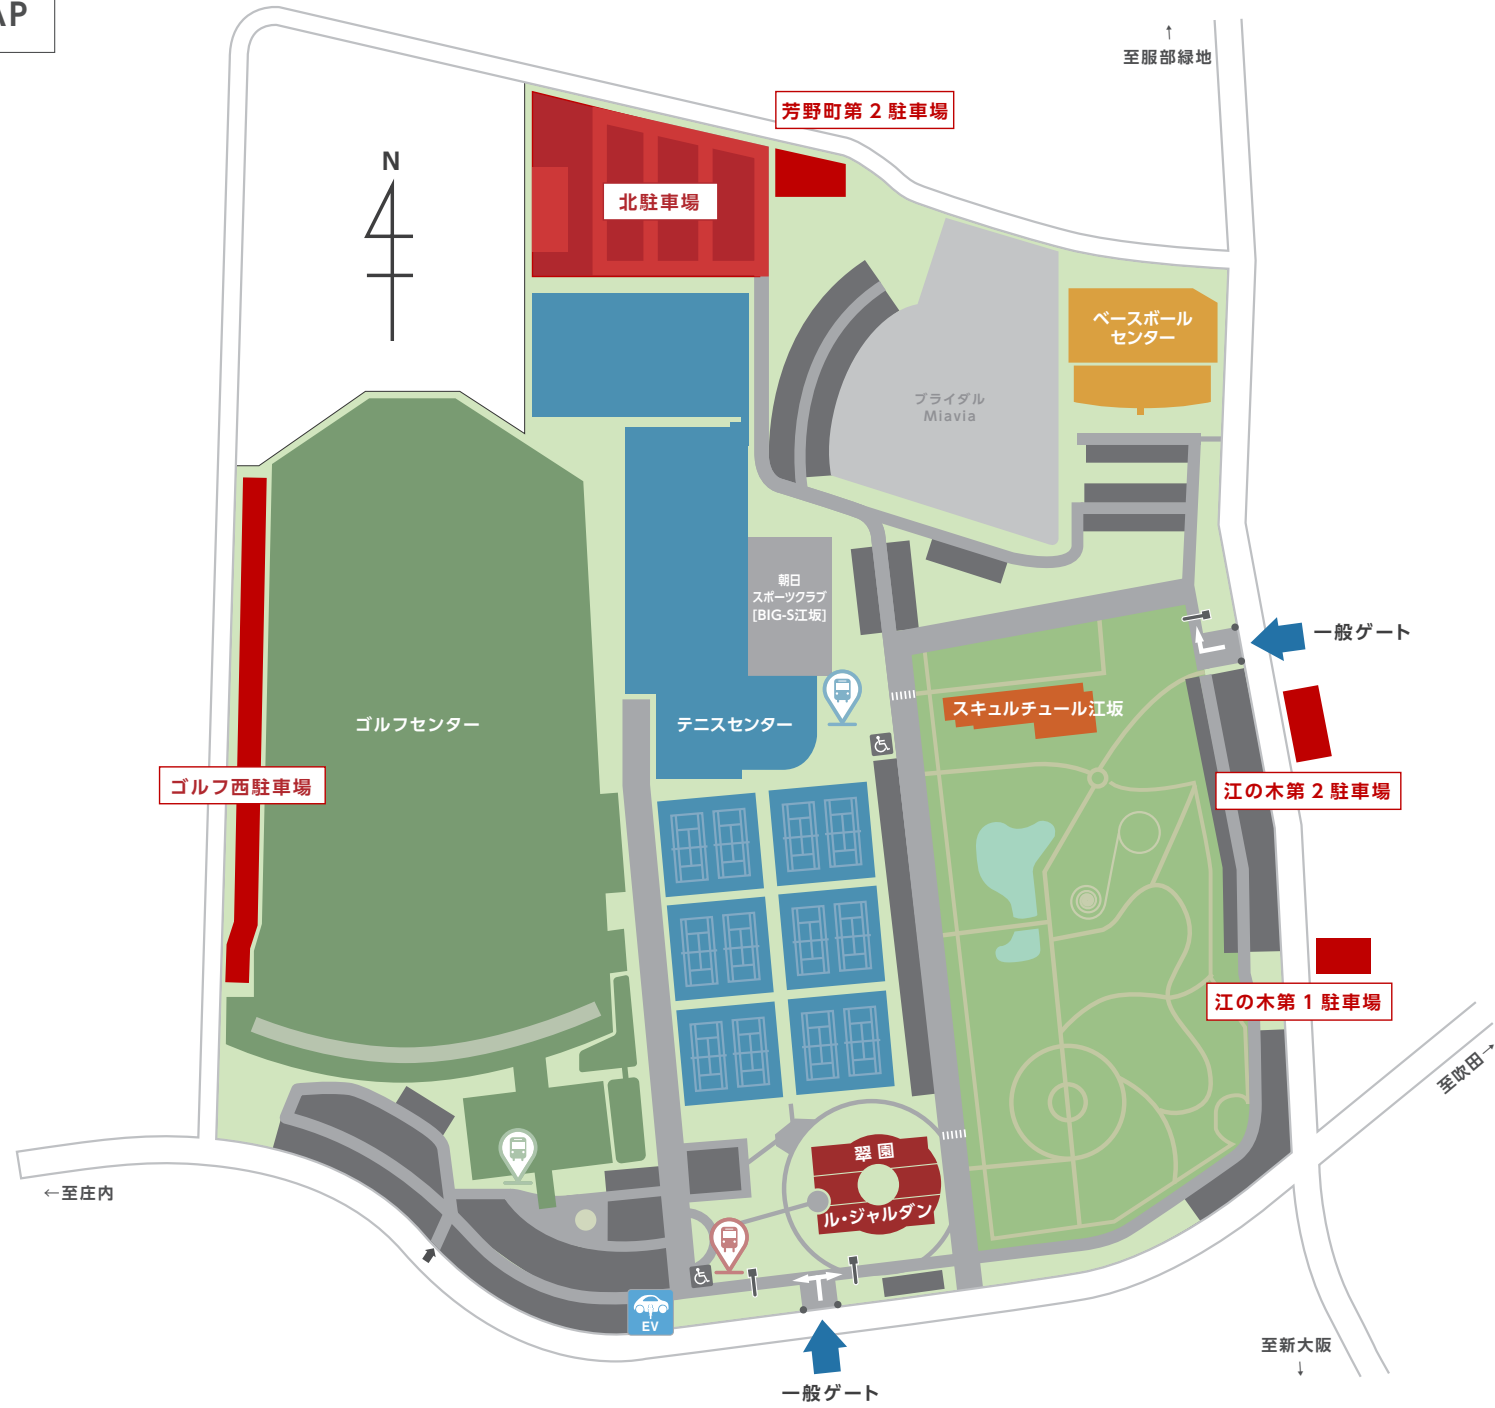 AP
至服部緑地
↑
芳野町第2駐車場
N
北駐車場
ベースボール
センター
ブライダル
Miavia
朝日
スポーツクラブ
[BIG-S江坂]
一般ゲート
スキュルチュール江坂
ゴルフセンター
テニスセンター
ゴルフ西駐車場
江の木第2駐車場
江の木第1駐車場
至吹田→
翠園
ル・ジャルダン
←至庄内
EV
至新大阪
↓
一般ゲート